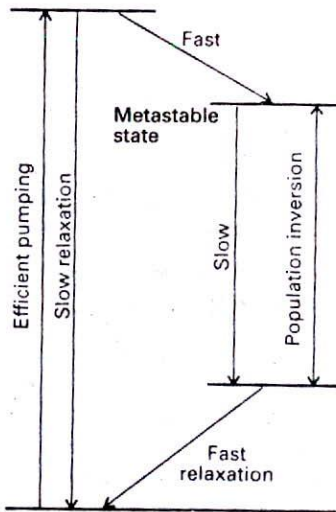 Fast
Metastable
state
Efficient pumping
Slow relaxation
Slow
Population inversion
Fast
relaxation